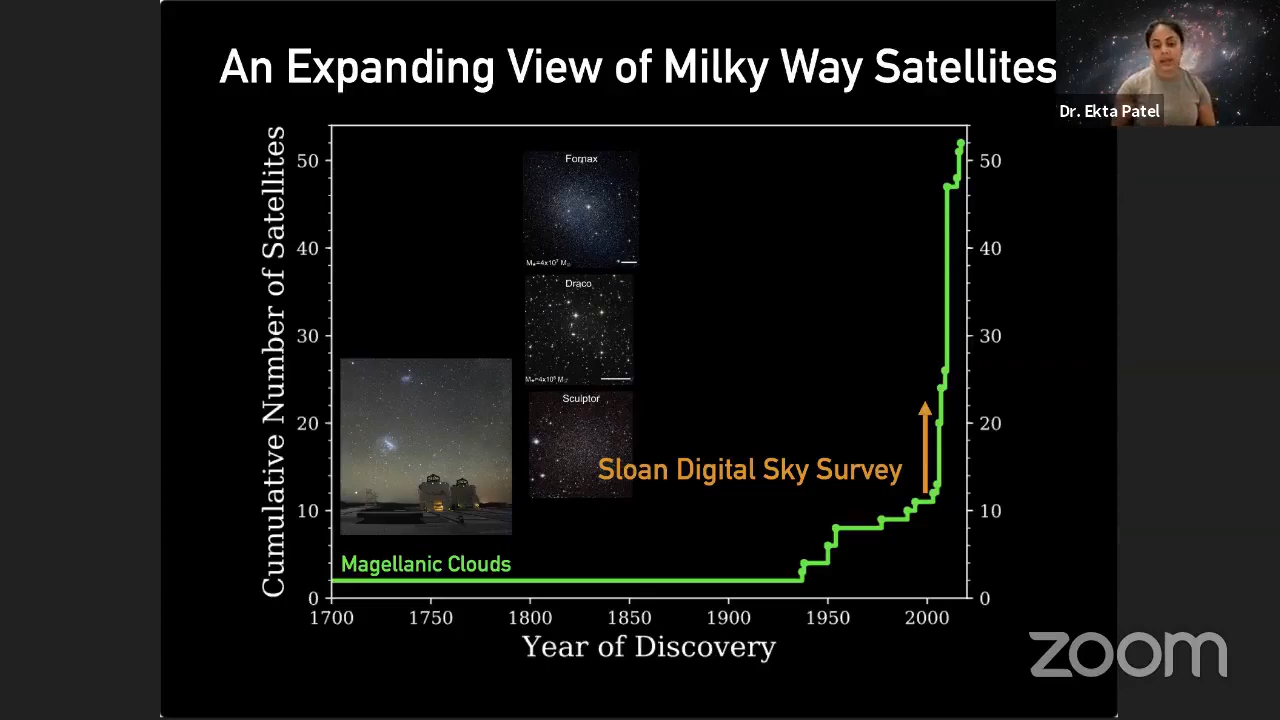 An Expanding View of Milky Way Satellites
Dr. Ekta Patel
Cumulative Number of Satellites
50
40
30
20
10
0
50
40
30
20
10
0
Fornax
M⋆=4x10⁷ M☉
Draco
Sculptor
Sloan Digital Sky Survey
Magellanic Clouds
1700 1750 1800 1850 1900 1950 2000
Year of Discovery
zoom